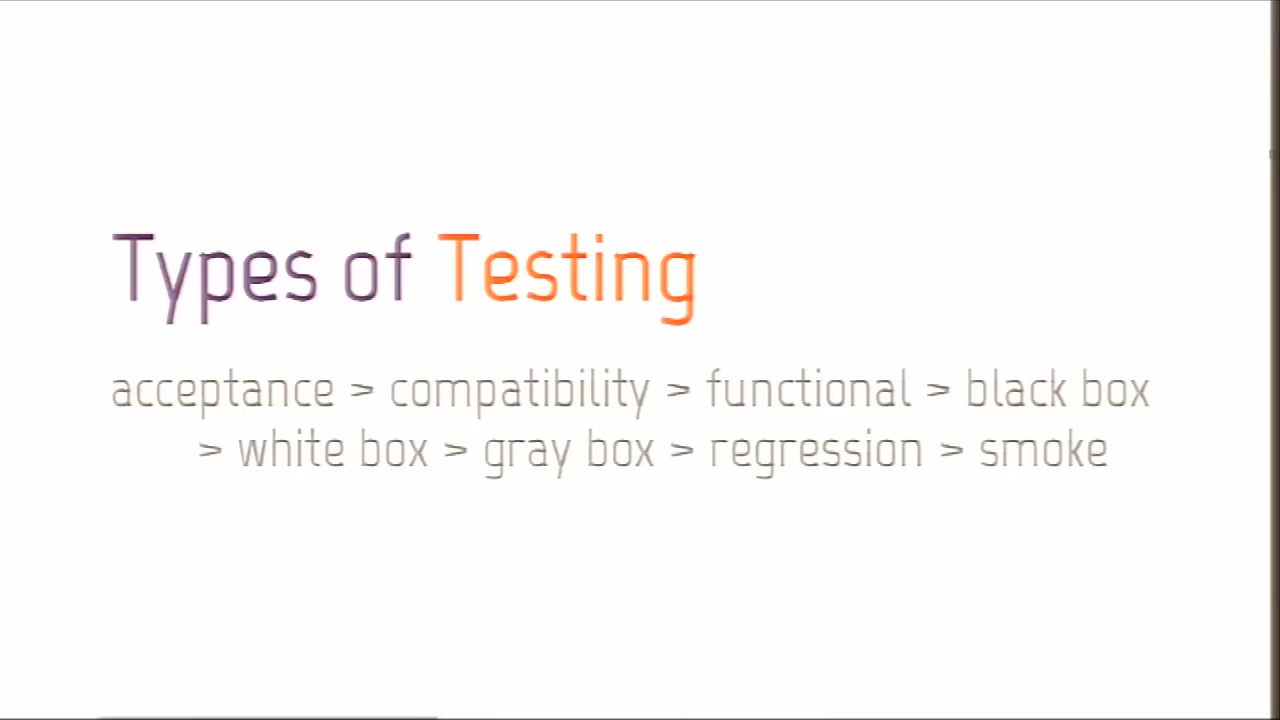 Types of Testing
acceptance > compatibility > functional > black box
> white box > gray box > regression > smoke